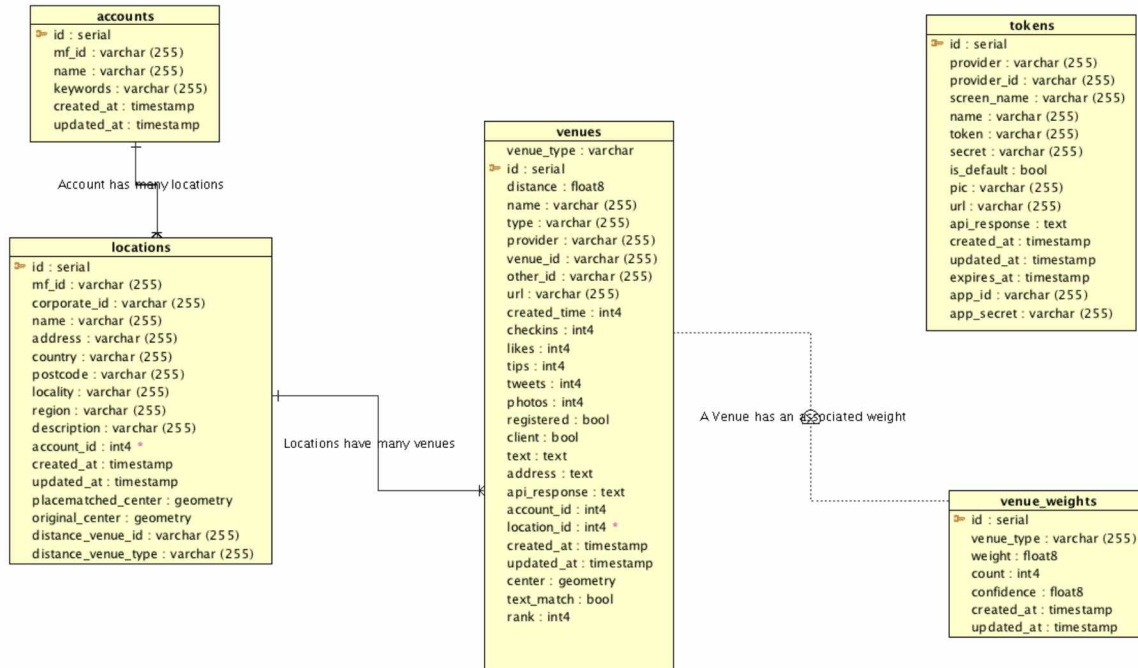 accounts
id : serial
mf_id : varchar (255)
name : varchar (255)
keywords : varchar (255)
created_at : timestamp
updated_at : timestamp
Account has many locations
locations
id : serial
mf_id : varchar (255)
corporate_id : varchar (255)
name : varchar (255)
address : varchar (255)
country : varchar (255)
postcode : varchar (255)
locality : varchar (255)
region : varchar (255)
description : varchar (255)
account_id : int4 *
created_at : timestamp
updated_at : timestamp
placematched_center : geometry
original_center : geometry
distance_venue_id : varchar (255)
distance_venue_type : varchar (255)
Locations have many venues
venues
venue_type : varchar
id : serial
distance : float8
name : varchar (255)
type : varchar (255)
provider : varchar (255)
venue_id : varchar (255)
other_id : varchar (255)
url : varchar (255)
created_time : int4
checkins : int4
likes : int4
tips : int4
tweets : int4
photos : int4
registered : bool
client : bool
text : text
address : text
api_response : text
account_id : int4
location_id : int4 *
created_at : timestamp
updated_at : timestamp
center : geometry
text_match : bool
rank : int4
A Venue has an associated weight
tokens
id : serial
provider : varchar (255)
provider_id : varchar (255)
screen_name : varchar (255)
name : varchar (255)
token : varchar (255)
secret : varchar (255)
is_default : bool
pic : varchar (255)
url : varchar (255)
api_response : text
created_at : timestamp
updated_at : timestamp
expires_at : timestamp
app_id : varchar (255)
app_secret : varchar (255)
venue_weights
id : serial
venue_type : varchar (255)
weight : float8
count : int4
confidence : float8
created_at : timestamp
updated_at : timestamp